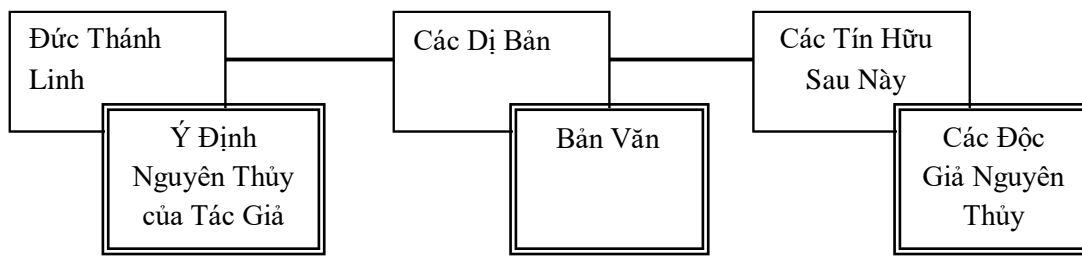 Đức Thánh
Linh
Ý Định
Nguyên Thủy
của Tác Giả
Các Dị Bản
Bản Văn
Các Tín Hữu
Sau Này
Các Độc
Giả Nguyên
Thủy